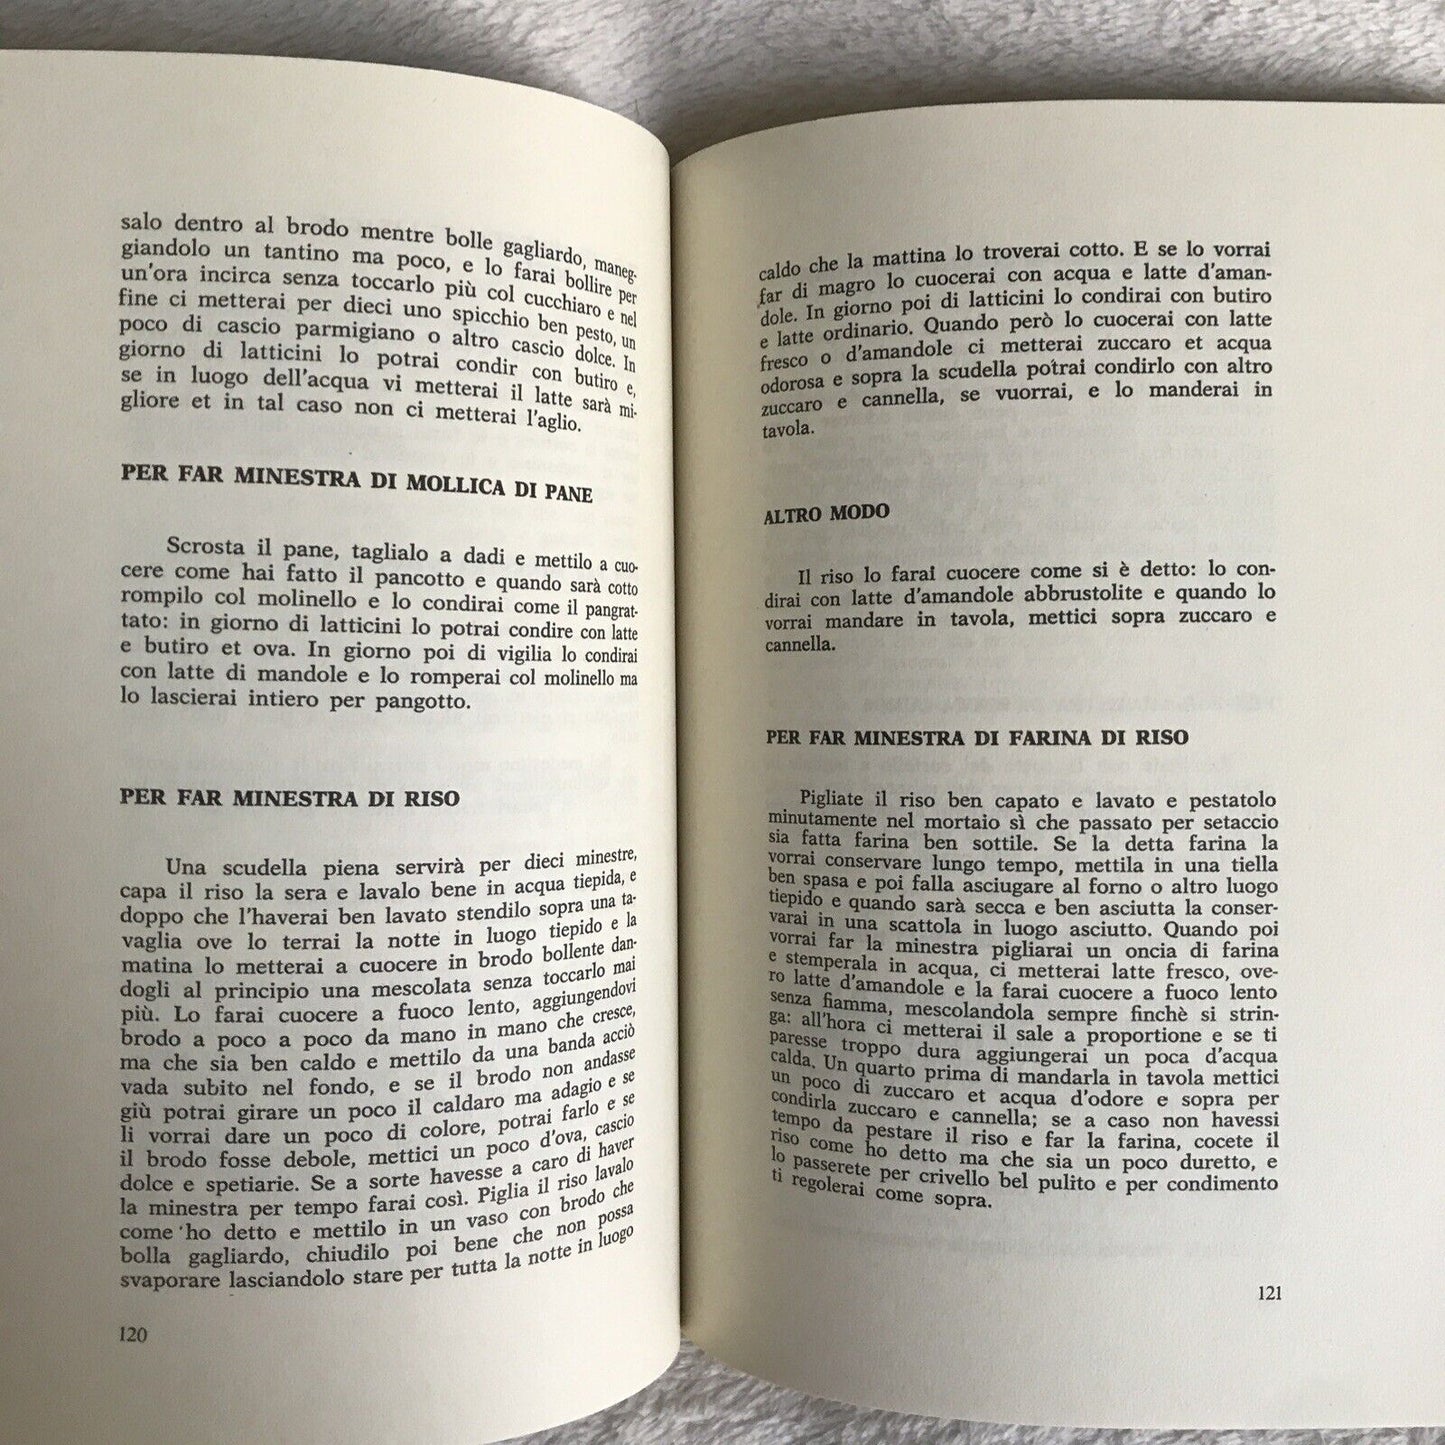 salo dentro al brodo mentre bolle gagliardo, maneg-
giandolo un tantino ma poco, e lo farai bollire per
un'ora incirca senza toccarlo più col cucchiaro e nel
fine ci metterai per dieci uno spicchio ben pesto, un
poco di cascio parmigiano o altro cascio dolce. In
giorno di latticini lo potrai condir con butiro e,
se in luogo dell'acqua vi metterai il latte sarà mi-
gliore et in tal caso non ci metterai l'aglio.
PER FAR MINESTRA DI MOLLICA DI PANE
Scrosta il pane, taglialo a dadi e mettilo a cuo-
cere come hai fatto il pancotto e quando sarà cotto
rompilo col molinello e lo condirai come il pangrat-
tato: in giorno di latticini lo potrai condire con latte
e butiro et ova. In giorno poi di vigilia lo condirai
con latte di mandole e lo romperai col molinello ma
lo lascierai intiero per pangotto.
PER FAR MINESTRA DI RISO
Una scudella piena servirà per dieci minestre,
capa il riso la sera e lavalo bene in acqua tiepida, e
doppo che l'haverai ben lavato stendilo sopra una ta-
vaglia ove lo terrai la notte in luogo tiepido e la
matina lo metterai a cuocere in brodo bollente dan-
dogli al principio una mescolata senza toccarlo mai
più. Lo farai cuocere a fuoco lento, aggiungendovi
brodo a poco a poco da mano in mano che cresce,
ma che sia ben caldo e mettilo da una banda acciò
vada subito nel fondo, e se il brodo non andasse
giù potrai girare un poco il caldaro ma adagio e se
li vorrai dare un poco di colore, potrai farlo e se
il brodo fosse debole, mettici un poco d'ova, cascio
dolce e spetiarie. Se a sorte havesse a caro di haver
la minestra per tempo farai così. Piglia il riso lavalo
come ho detto e mettilo in un vaso con brodo che
bolla gagliardo, chiudilo poi bene che non possa
svaporare lasciandolo stare per tutta la notte in luogo
120
caldo che la mattina lo troverai cotto. E se lo vorrai
far di magro lo cuocerai con acqua e latte d'aman-
dole. In giorno poi di latticini lo condirai con butiro
e latte ordinario. Quando però lo cuocerai con latte
fresco o d'amandole ci metterai zuccaro et acqua
odorosa e sopra la scudella potrai condirlo con altro
zuccaro e cannella, se vuorrai, e lo manderai in
tavola.
ALTRO MODO
Il riso lo farai cuocere come si è detto: lo con-
dirai con latte d'amandole abbrustolite e quando lo
vorrai mandare in tavola, mettici sopra zuccaro e
cannella.
PER FAR MINESTRA DI FARINA DI RISO
Pigliate il riso ben capato e lavato e pestatolo
minutamente nel mortaio sì che passato per setaccio
sia fatta farina ben sottile. Se la detta farina la
vorrai conservare lungo tempo, mettila in una tiella
ben spasa e poi falla asciugare al forno o altro luogo
tiepido e quando sarà secca e ben asciutta la conser-
varai in una scattola in luogo asciutto. Quando poi
vorrai far la minestra pigliarai un oncia di farina
e stemperala in acqua, ci metterai latte fresco, ove-
ro latte d'amandole e la farai cuocere a fuoco lento
senza fiamma, mescolandola sempre finchè si strin-
ga: all'hora ci metterai il sale a proportione e se ti
paresse troppo dura aggiungerai un poca d'acqua
calda. Un quarto prima di mandarla in tavola mettici
un poco di zuccaro et acqua d'odore e sopra per
condirla zuccaro e cannella; se a caso non havessi
tempo da pestare il riso e far la farina, cocete il
riso come ho detto ma che sia un poco duretto, e
lo passerete per crivello bel pulito e per condimento
ti regolerai come sopra.
121